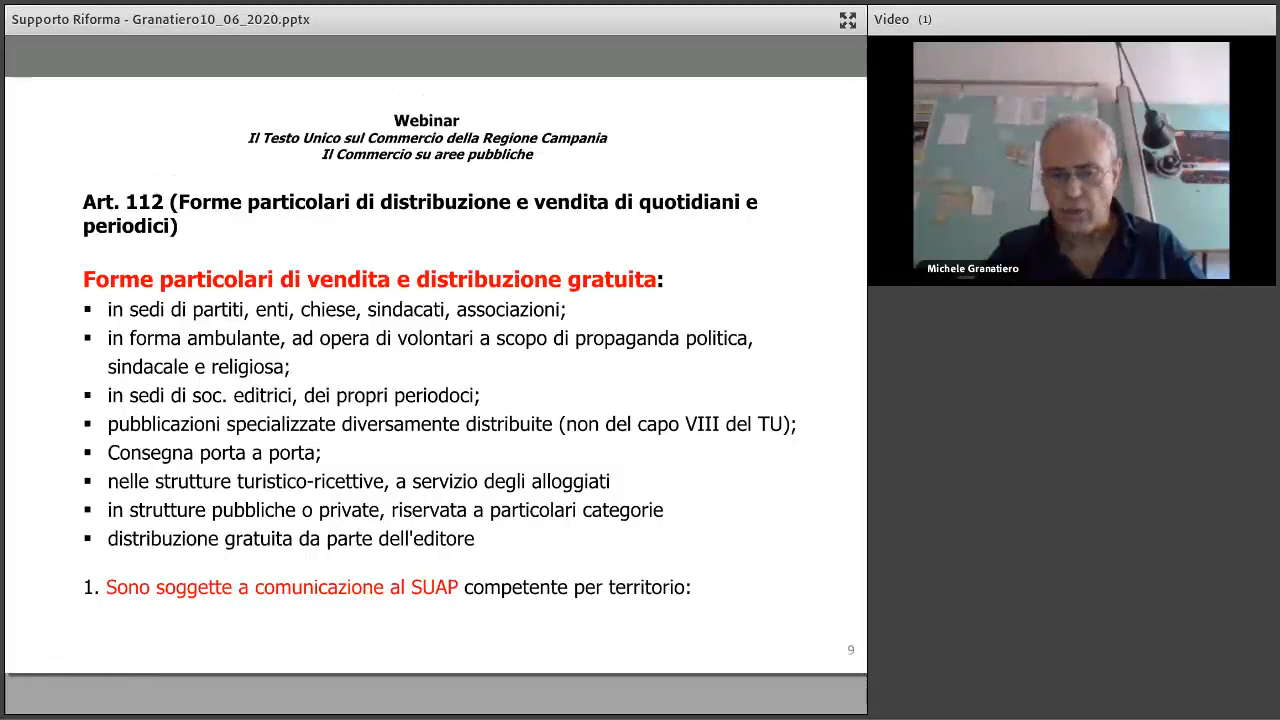 Supporto Riforma - Granatiero10_06_2020.pptx
Video (1)
Webinar
Il Testo Unico sul Commercio della Regione Campania
Il Commercio su aree pubbliche
Art. 112 (Forme particolari di distribuzione e vendita di quotidiani e
periodici)
Forme particolari di vendita e distribuzione gratuita:
▪ in sedi di partiti, enti, chiese, sindacati, associazioni;
▪ in forma ambulante, ad opera di volontari a scopo di propaganda politica,
sindacale e religiosa;
▪ in sedi di soc. editrici, dei propri periodoci;
▪ pubblicazioni specializzate diversamente distribuite (non del capo VIII del TU);
▪ Consegna porta a porta;
▪ nelle strutture turistico-ricettive, a servizio degli alloggiati
▪ in strutture pubbliche o private, riservata a particolari categorie
▪ distribuzione gratuita da parte dell'editore
1. Sono soggette a comunicazione al SUAP competente per territorio:
9
Michele Granatiero